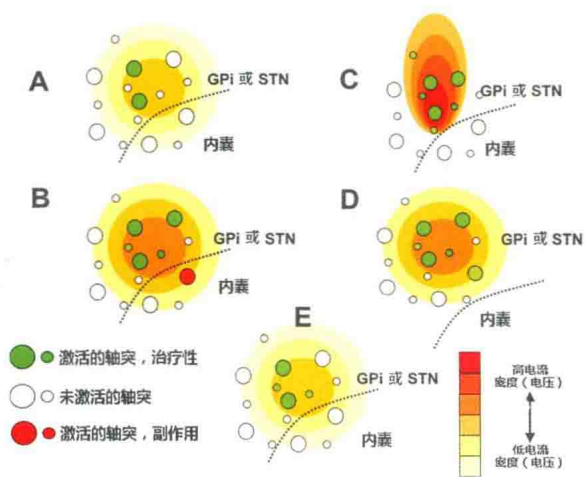 A
GPi 或 STN
内囊
C
GPi 或 STN
内囊
B
GPi 或 STN
内囊
D
GPi 或 STN
内囊
E
GPi 或 STN
内囊
激活的轴突，治疗性
未激活的轴突
激活的轴突，副作用
高电流
密度（电压）
低电流
密度（电压）